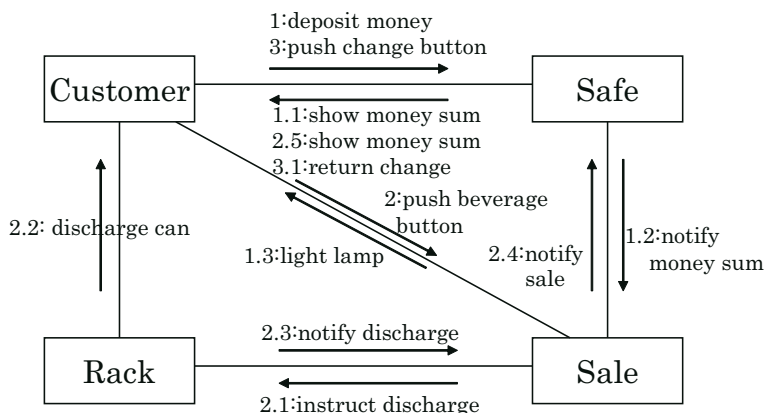 1:deposit money
3:push change button
Customer
Safe
1.1:show money sum
2.5:show money sum
3.1:return change
2:push beverage
button
2.2: discharge can
1.3:light lamp
2.4:notify
sale
1.2:notify
money sum
2.3:notify discharge
Rack
Sale
2.1:instruct discharge